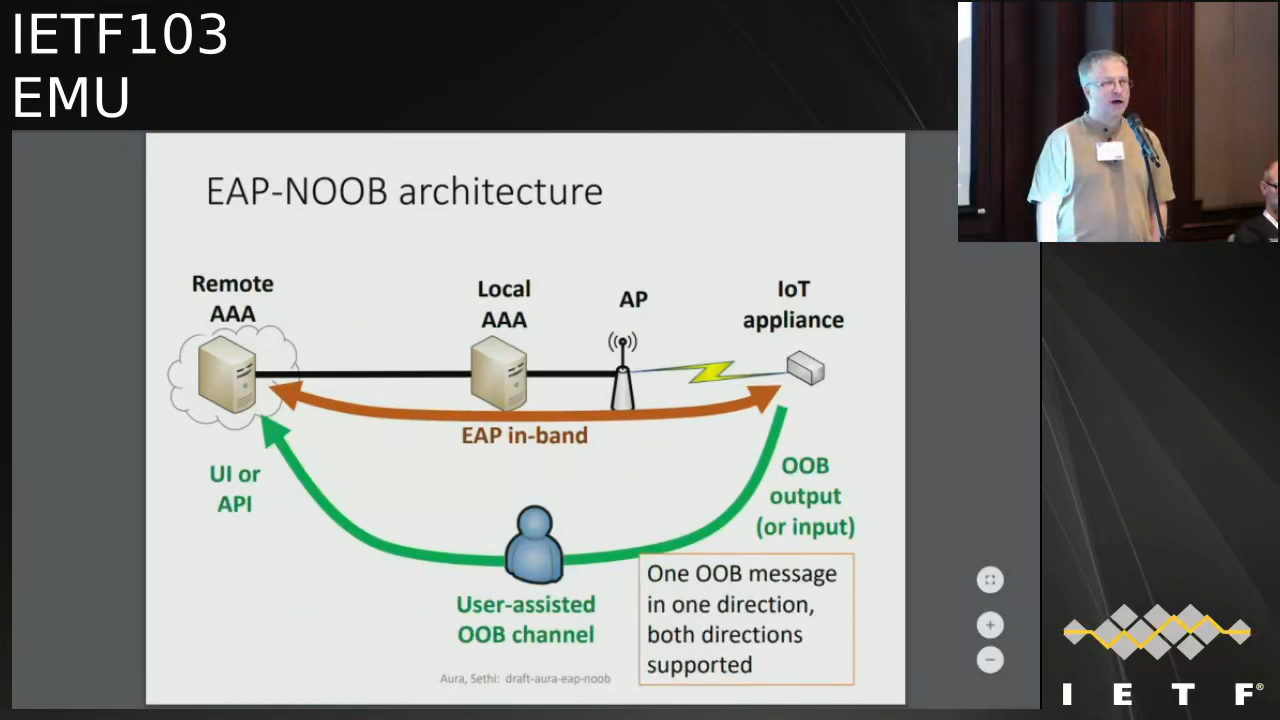 IETF103
EMU
EAP-NOOB architecture
Remote
AAA
Local
AAA
AP
IoT
appliance
EAP in-band
UI or
API
OOB
output
(or input)
User-assisted
OOB channel
One OOB message
in one direction,
both directions
supported
Aura, Sethi: draft-aura-eap-noob
I E T F®